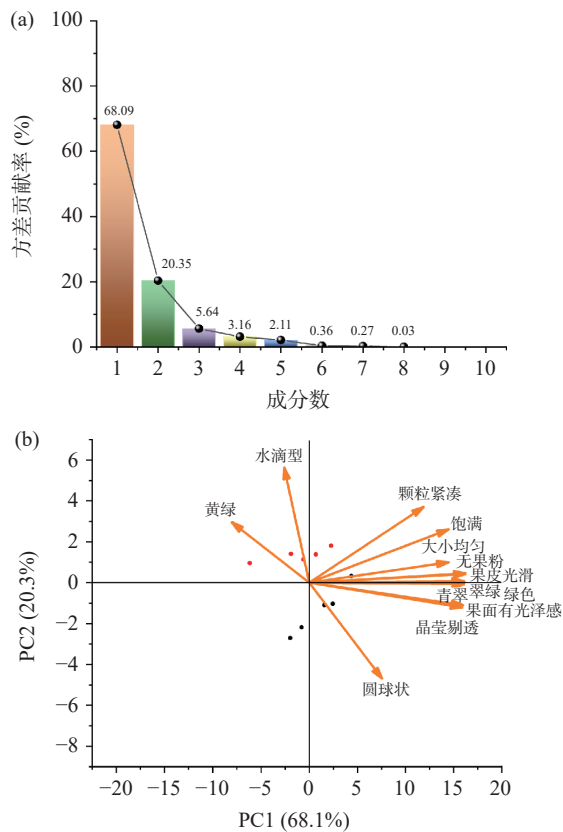 (a)
100
80
60
40
20
0
方差贡献率 (%)
68.09
20.35
5.64
3.16
2.11
0.36
0.27
0.03
1 2 3 4 5 6 7 8 9 10
成分数
(b)
6
4
2
0
−2
−4
−6
−8
PC2 (20.3%)
水滴型
黄绿
颗粒紧凑
饱满
大小均匀
无果粉
果皮光滑
青翠 翠绿 绿色
果面有光泽感
晶莹剔透
圆球状
−20 −15 −10 −5 0 5 10 15 20
PC1 (68.1%)